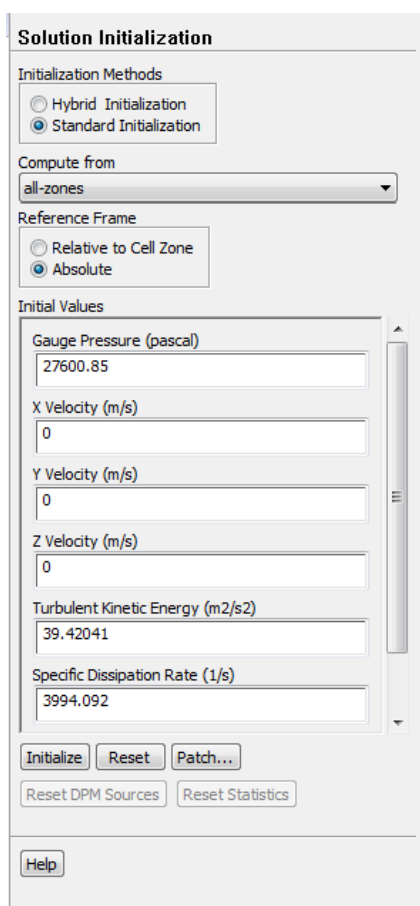 Solution Initialization
Initialization Methods
Hybrid Initialization
Standard Initialization
Compute from
all-zones
Reference Frame
Relative to Cell Zone
Absolute
Initial Values
Gauge Pressure (pascal)
27600.85
X Velocity (m/s)
0
Y Velocity (m/s)
0
Z Velocity (m/s)
0
Turbulent Kinetic Energy (m2/s2)
39.42041
Specific Dissipation Rate (1/s)
3994.092
Initialize Reset Patch...
Reset DPM Sources Reset Statistics
Help